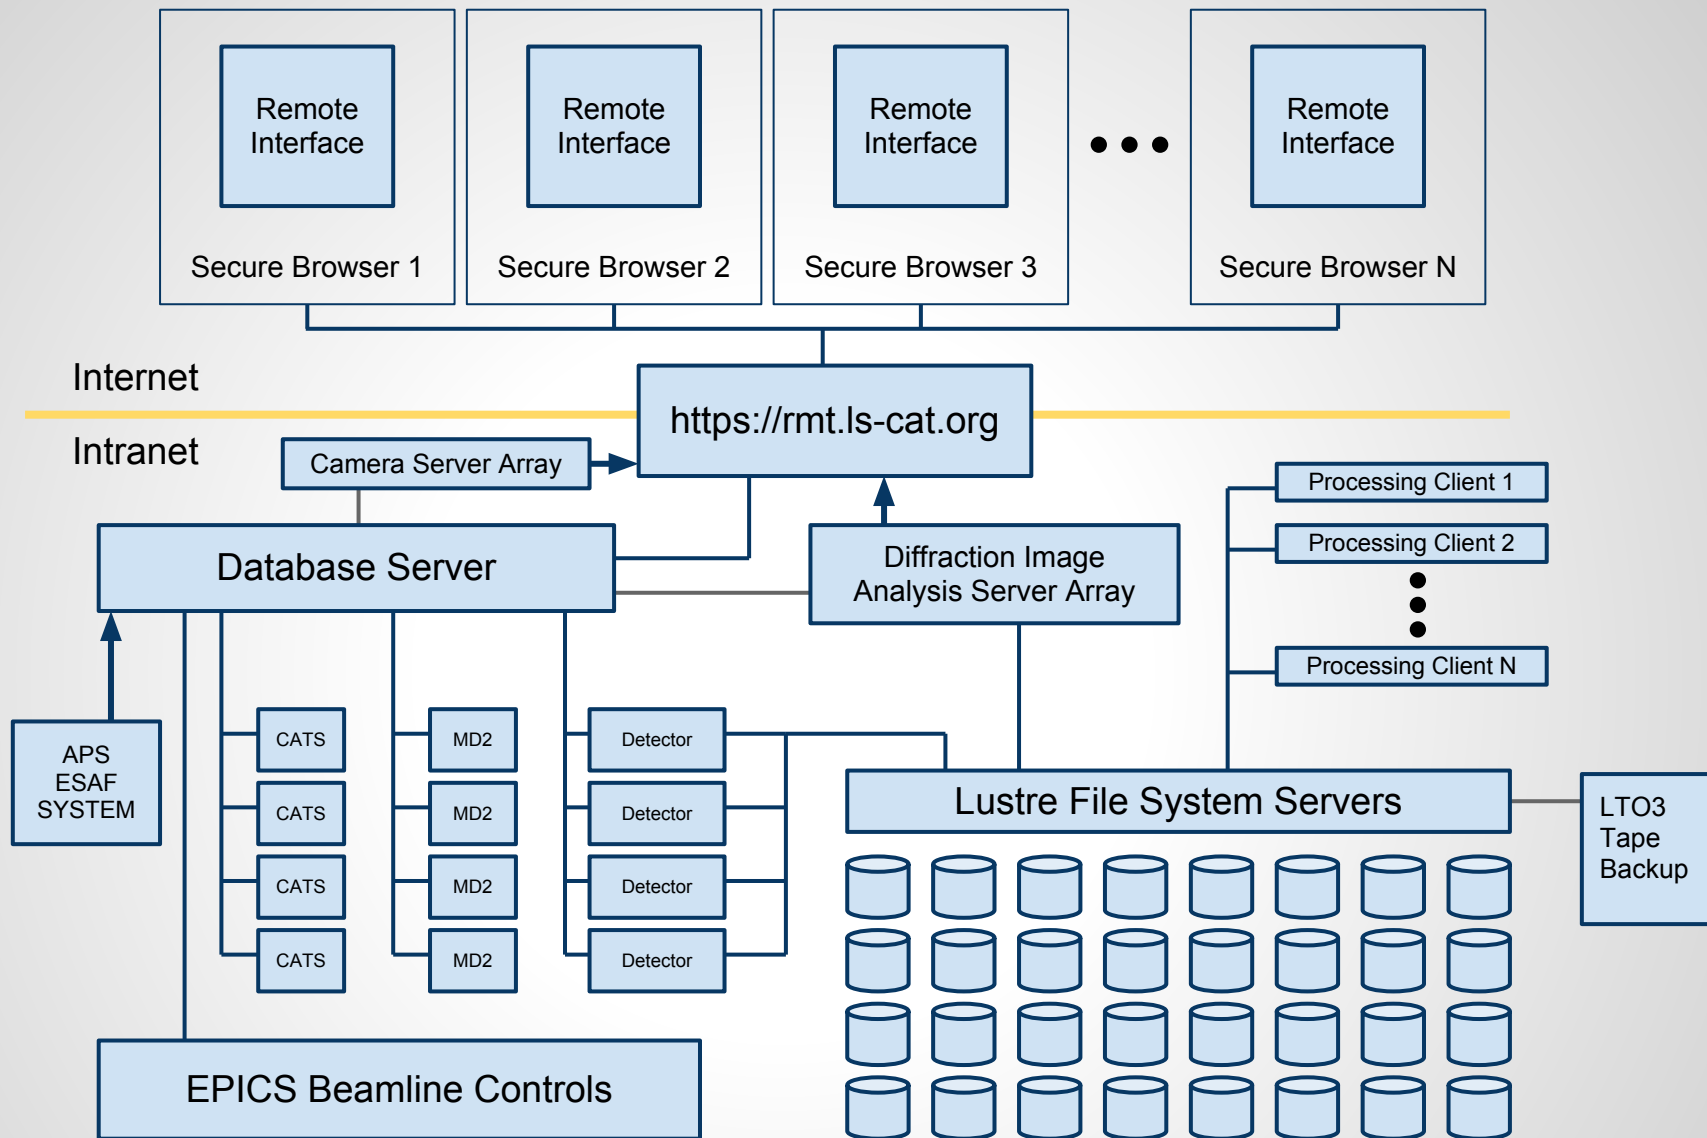 Remote
Interface
Secure Browser 1
Remote
Interface
Secure Browser 2
Remote
Interface
Secure Browser 3
Remote
Interface
Secure Browser N
Internet
https://rmt.ls-cat.org
Intranet
Camera Server Array
Processing Client 1
Processing Client 2
Processing Client N
Database Server
Diffraction Image
Analysis Server Array
APS
ESAF
SYSTEM
CATS
MD2
Detector
CATS
MD2
Detector
CATS
MD2
Detector
CATS
MD2
Detector
Lustre File System Servers
LTO3
Tape
Backup
EPICS Beamline Controls